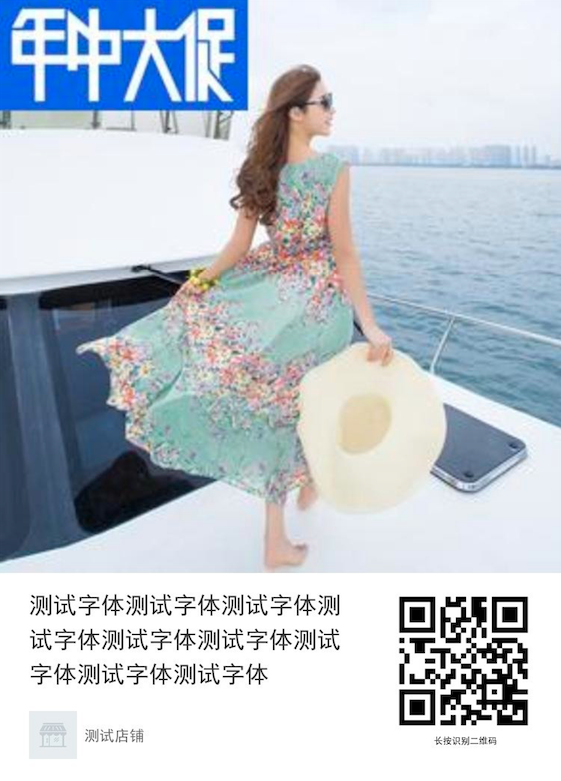 年中大促
测试字体测试字体测试字体测
试字体测试字体测试字体测试
字体测试字体测试字体
测试店铺
长按识别二维码